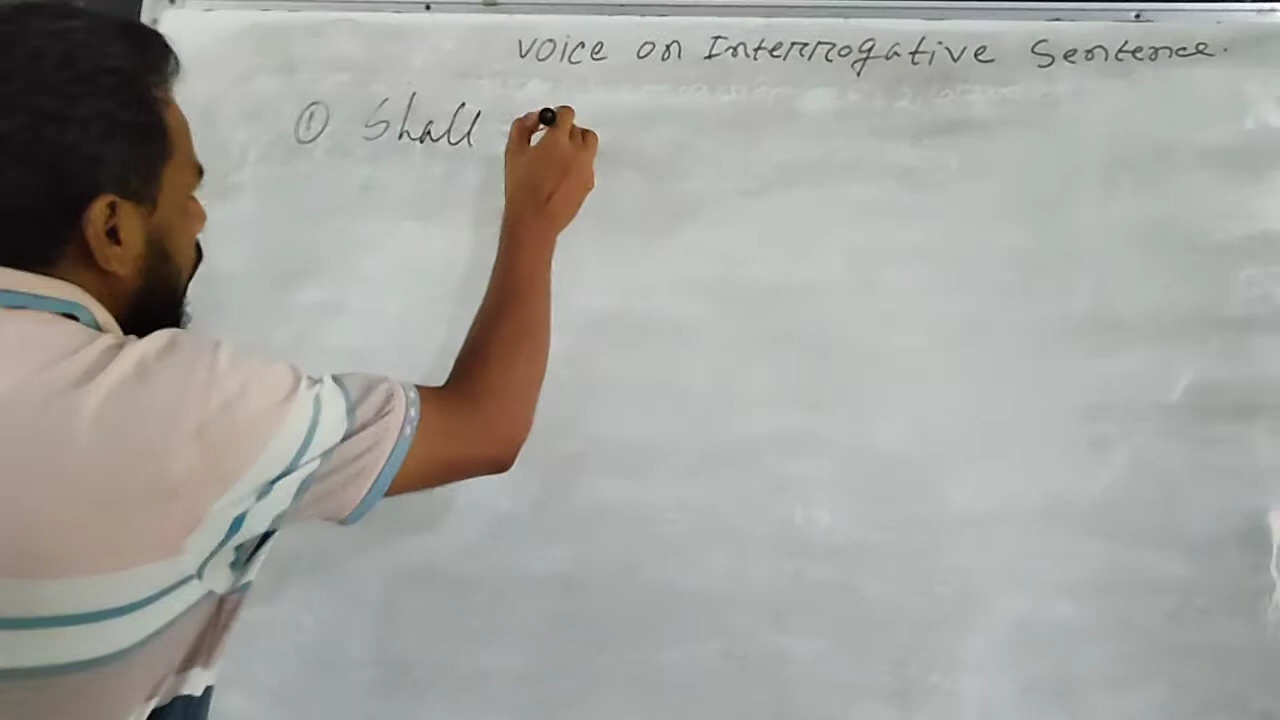 voice on Interrogative Sentence.
① Shall